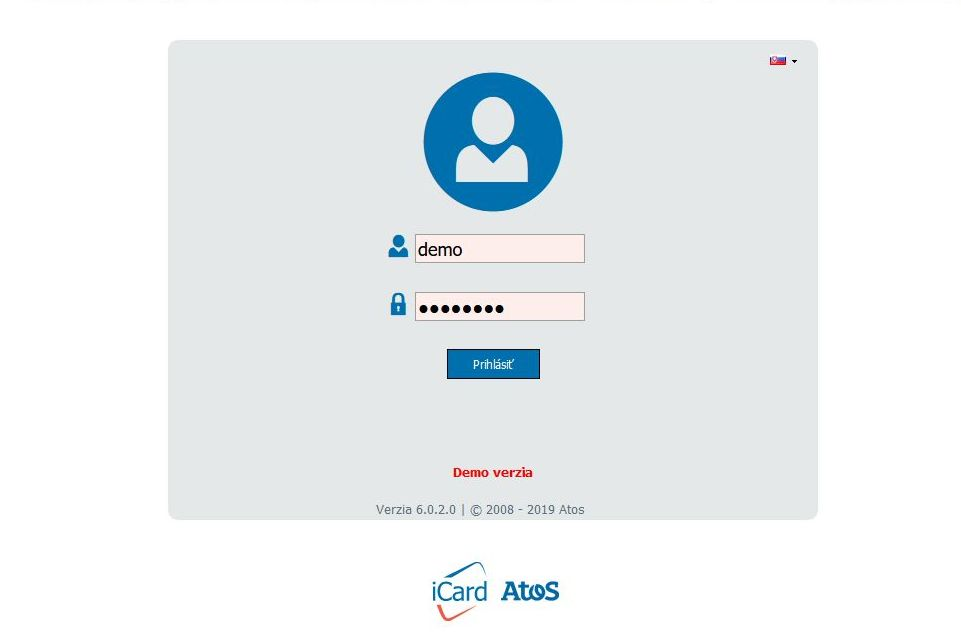 demo
●●●●●●●●
Prihlásiť
Demo verzia
Verzia 6.0.2.0 | © 2008 - 2019 Atos
iCard Atos